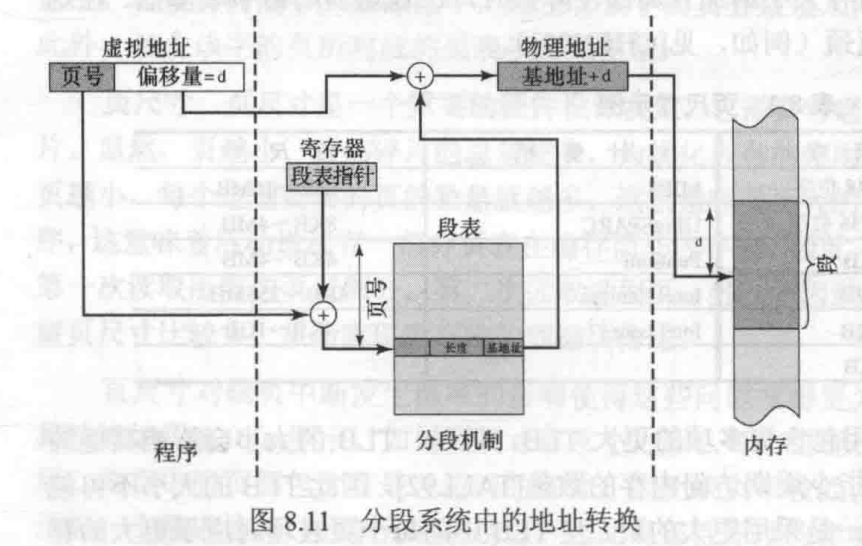 虚拟地址
页号
偏移量=d
物理地址
基地址+d
寄存器
段表指针
段表
页号
长度
基地址
d
段
程序
分段机制
内存
图 8.11 分段系统中的地址转换